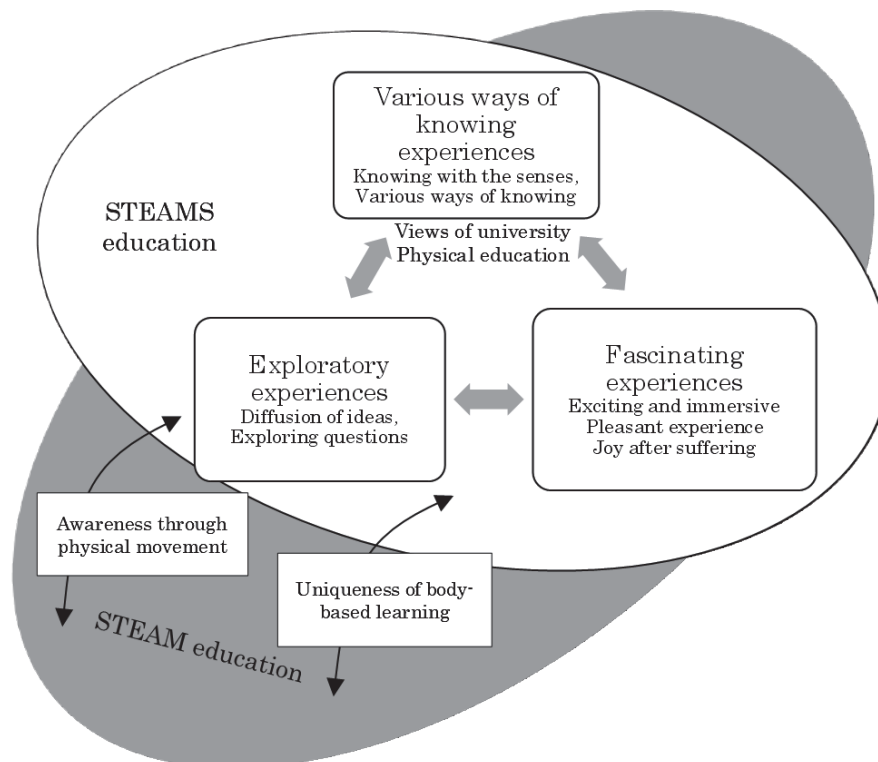 Various ways of
knowing
experiences
Knowing with the senses,
Various ways of knowing
STEAMS
education
Views of university
Physical education
Exploratory
experiences
Diffusion of ideas,
Exploring questions
Fascinating
experiences
Exciting and immersive
Pleasant experience
Joy after suffering
Awareness through
physical movement
Uniqueness of body-
based learning
STEAM education